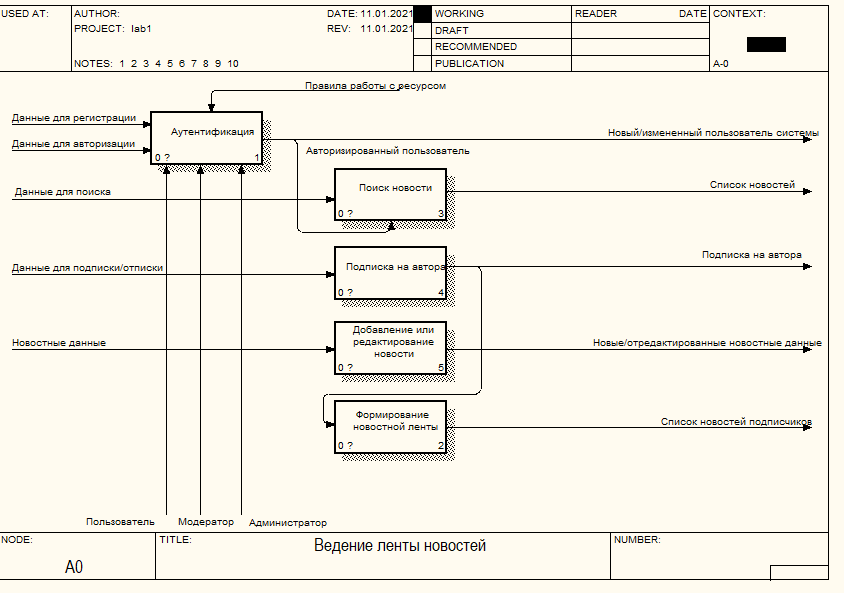 USED AT:
AUTHOR:
DATE: 11.01.2021
WORKING
READER
DATE
CONTEXT:
PROJECT: lab1
REV: 11.01.2021
DRAFT
RECOMMENDED
NOTES: 1 2 3 4 5 6 7 8 9 10
PUBLICATION
A-0
Правила работы с ресурсом
Данные для регистрации
Аутентификация
Новый/измененный пользователь системы
Данные для авторизации
0 ?
1
Авторизированный пользователь
Данные для поиска
Поиск новости
Список новостей
0 ?
3
Подписка на автора
Данные для подписки/отписки
Подписка на автора
0 ?
4
Новостные данные
Добавление или
редактирование
новости
Новые/отредактированные новостные данные
0 ?
5
Формирование
новостной ленты
Список новостей подписчиков
0 ?
2
Пользователь
Модератор
Администратор
NODE:
TITLE:
Ведение ленты новостей
NUMBER:
A0